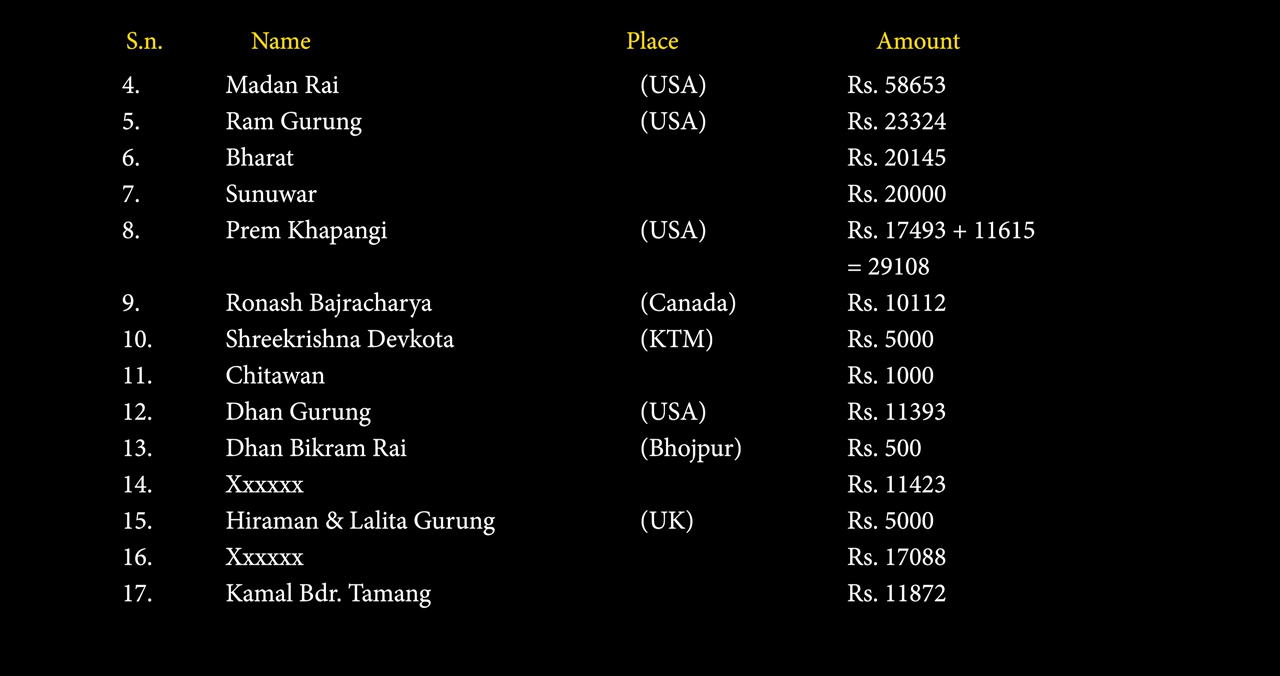 S.n. Name Place Amount
4. Madan Rai (USA) Rs. 58653
5. Ram Gurung (USA) Rs. 23324
6. Bharat Rs. 20145
7. Sunuwar Rs. 20000
8. Prem Khapangi (USA) Rs. 17493 + 11615
= 29108
9. Ronash Bajracharya (Canada) Rs. 10112
10. Shreekrishna Devkota (KTM) Rs. 5000
11. Chitawan Rs. 1000
12. Dhan Gurung (USA) Rs. 11393
13. Dhan Bikram Rai (Bhojpur) Rs. 500
14. Xxxxxx Rs. 11423
15. Hiraman & Lalita Gurung (UK) Rs. 5000
16. Xxxxxx Rs. 17088
17. Kamal Bdr. Tamang Rs. 11872